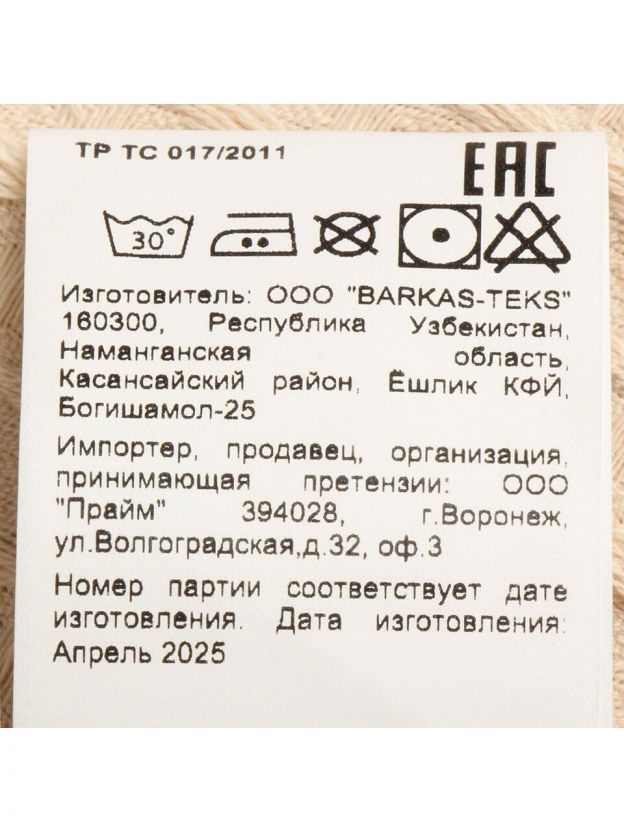 ТР ТС 017/2011
EAC
30°
Изготовитель: ООО "BARKAS-TEKS"
160300, Республика Узбекистан,
Наманганская область,
Касансайский район, Ёшлик КФЙ,
Богишамол-25
Импортер, продавец, организация,
принимающая претензии: ООО
"Прайм" 394028, г.Воронеж,
ул.Волгоградская,д.32, оф.3
Номер партии соответствует дате
изготовления. Дата изготовления:
Апрель 2025